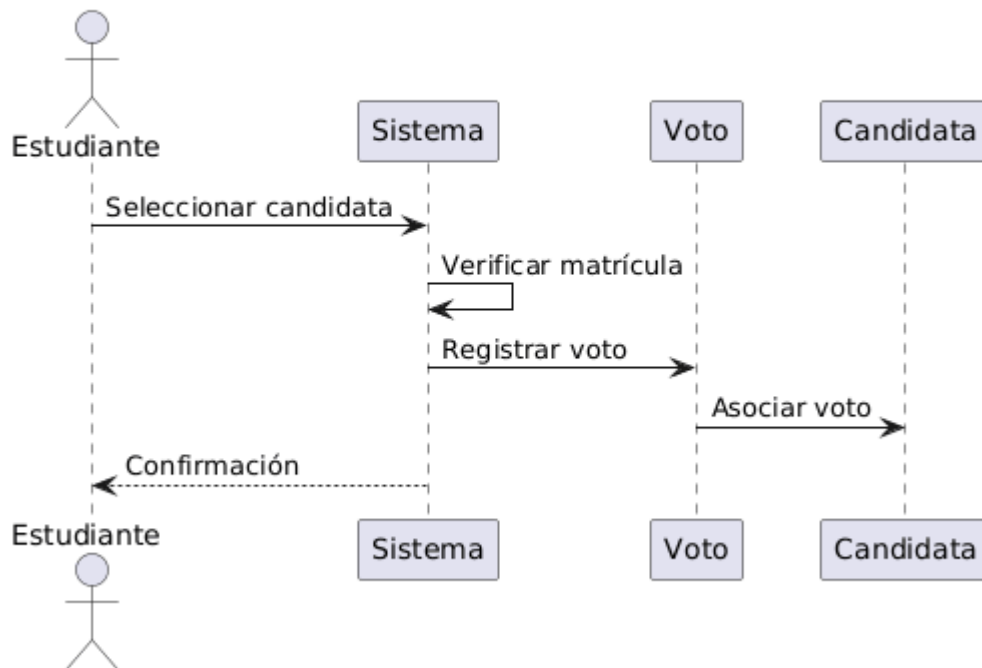 Estudiante
Sistema
Voto
Candidata
Seleccionar candidata
Verificar matrícula
Registrar voto
Asociar voto
Confirmación
Estudiante
Sistema
Voto
Candidata